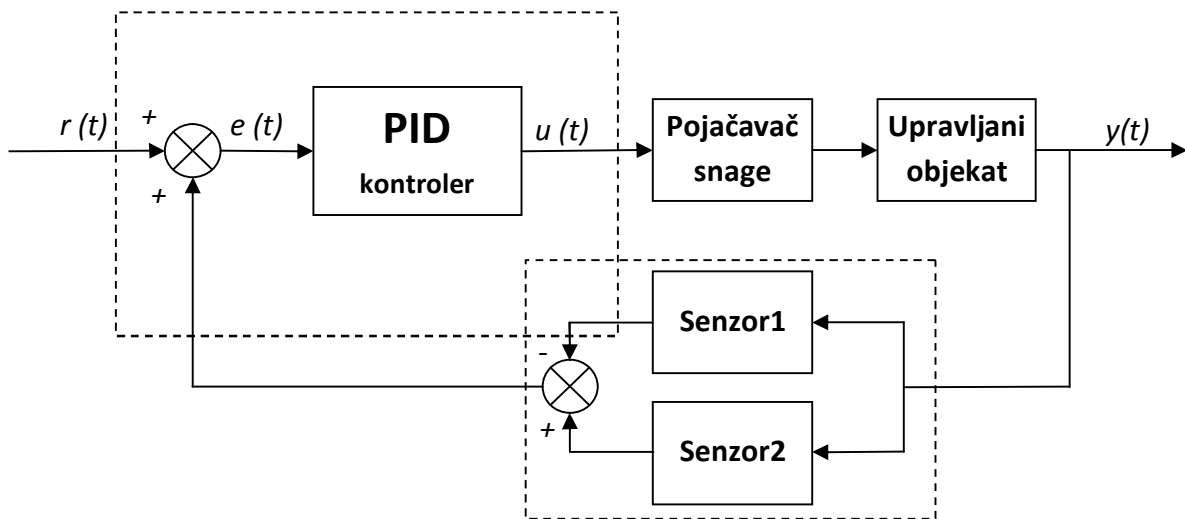 r (t)
+
+
e (t)
PID
kontroler
u (t)
Pojačavač
snage
Upravljani
objekat
y(t)
Senzor1
-
+
Senzor2